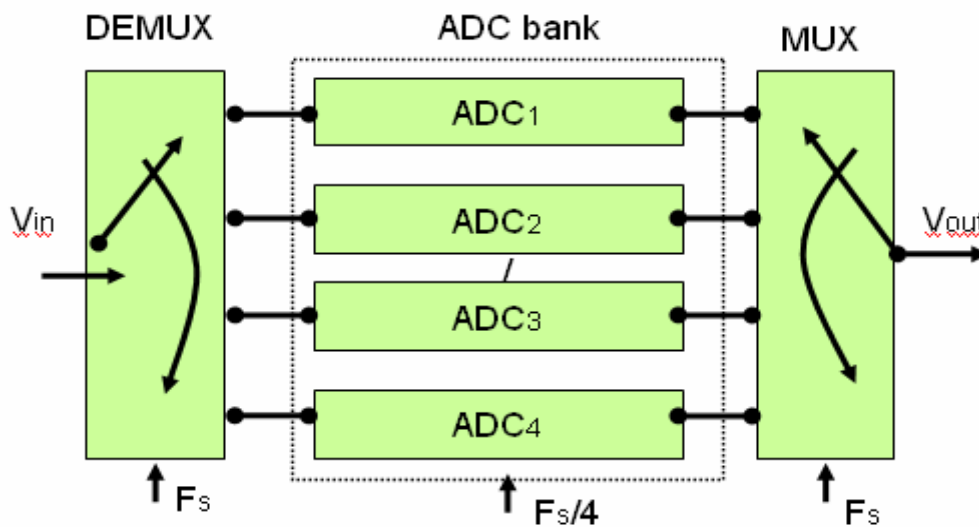 DEMUX
ADC bank
MUX
ADC1
ADC2
/
ADC3
ADC4
Vin
Vout
Fs
Fs/4
Fs